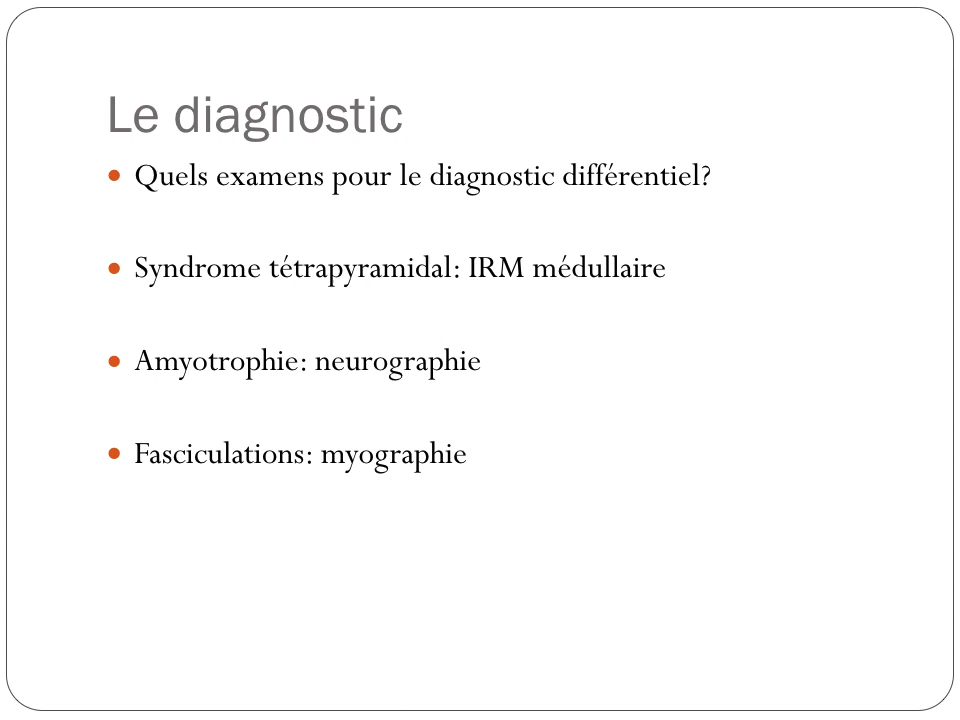 Le diagnostic
Quels examens pour le diagnostic différentiel?
Syndrome tétrapyramidal: IRM médullaire
Amyotrophie: neurographie
Fasciculations: myographie